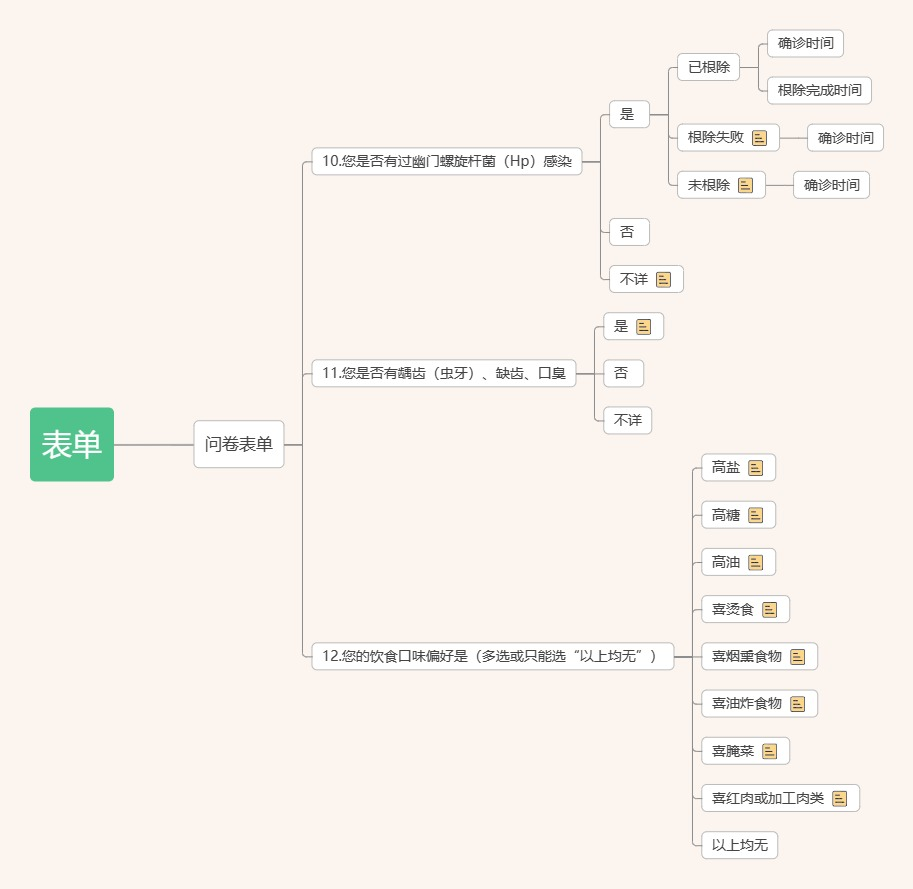 表单
问卷表单
10.您是否有过幽门螺旋杆菌（Hp）感染
是
已根除
确诊时间
根除完成时间
根除失败
确诊时间
未根除
确诊时间
否
不详
11.您是否有龋齿（虫牙）、缺齿、口臭
是
否
不详
12.您的饮食口味偏好是（多选或只能选“以上均无”）
高盐
高糖
高油
喜烫食
喜烟熏食物
喜油炸食物
喜腌菜
喜红肉或加工肉类
以上均无